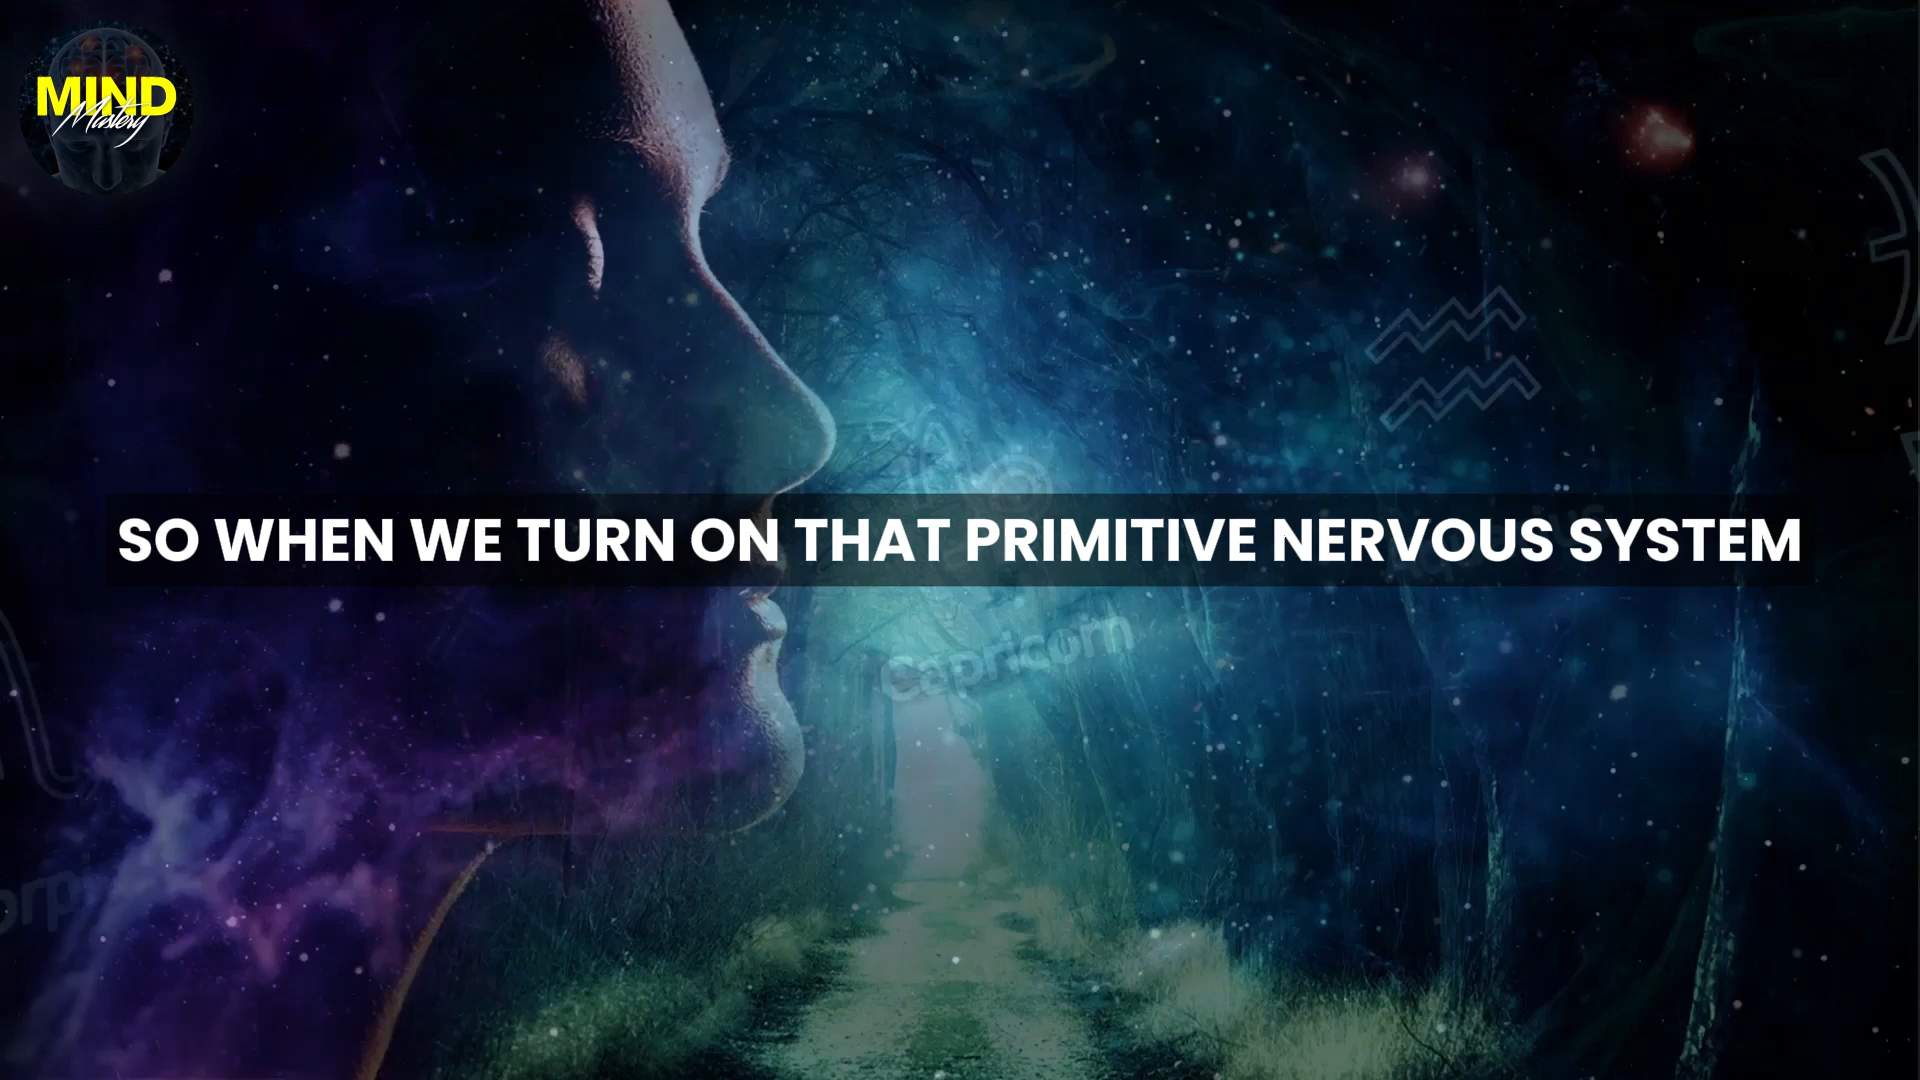 MIND
Mastery
SO WHEN WE TURN ON THAT PRIMITIVE NERVOUS SYSTEM
Capricorn